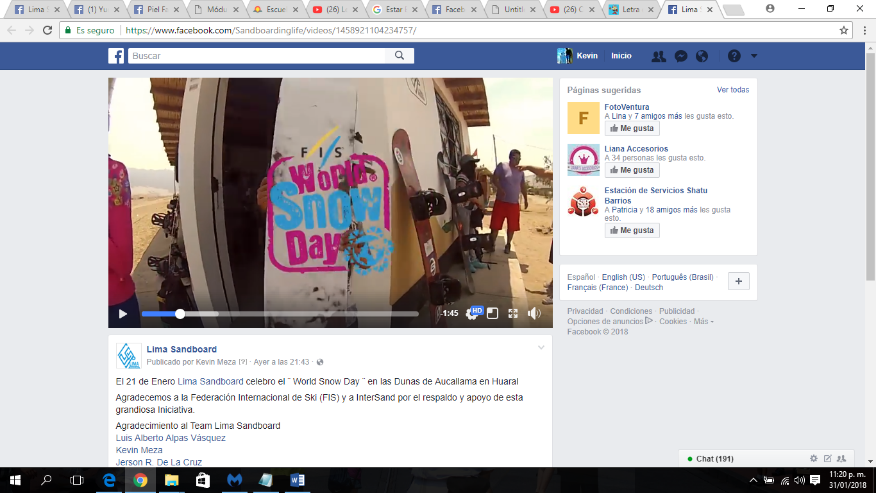 Lima S
(1) Yu
Piel Fa
Módu
Escue
(26) L
Estar
Faceb
Untitl
(26) C
Letra
Lima S
Es seguro
https://www.facebook.com/Sandboardinglife/videos/1458921104234757/
Buscar
Kevin Inicio
FIS
World
Snow
Day
-1:45
HD
Lima Sandboard
Publicado por Kevin Meza [?] · Ayer a las 21:43 ·
El 21 de Enero Lima Sandboard celebro el ¨ World Snow Day ¨ en las Dunas de Aucallama en Huaral
Agradecemos a la Federación Internacional de Ski (FIS) y a InterSand por el respaldo y apoyo de esta
grandiosa Iniciativa.
Agradecimiento al Team Lima Sandboard
Luis Alberto Alpas Vásquez
Kevin Meza
Jerson R. De La Cruz
Páginas sugeridas
Ver todas
F
FotoVentura
A Lina y 7 amigos más les gusta esto.
Me gusta
Liana Accesorios
A 34 personas les gusta esto.
Me gusta
Estación de Servicios Shatu
Barrios
A Patricia y 18 amigos más les gusta
esto.
Me gusta
Español · English (US) · Português (Brasil) ·
Français (France) · Deutsch
Privacidad · Condiciones · Publicidad ·
Opciones de anuncios · Cookies · Más
Facebook © 2018
Chat (191)
11:20 p. m.
31/01/2018